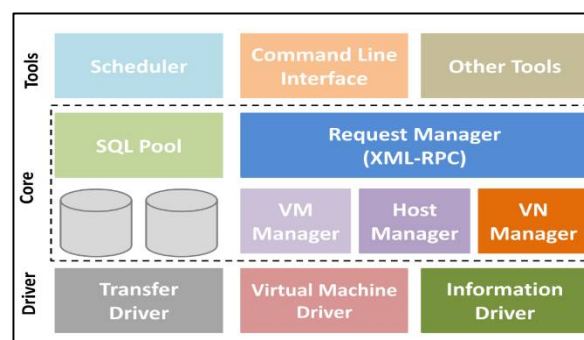 Tools
Scheduler
Command Line
Interface
Other Tools
Core
SQL Pool
Request Manager
(XML-RPC)
VM
Manager
Host
Manager
VN
Manager
Driver
Transfer
Driver
Virtual Machine
Driver
Information
Driver